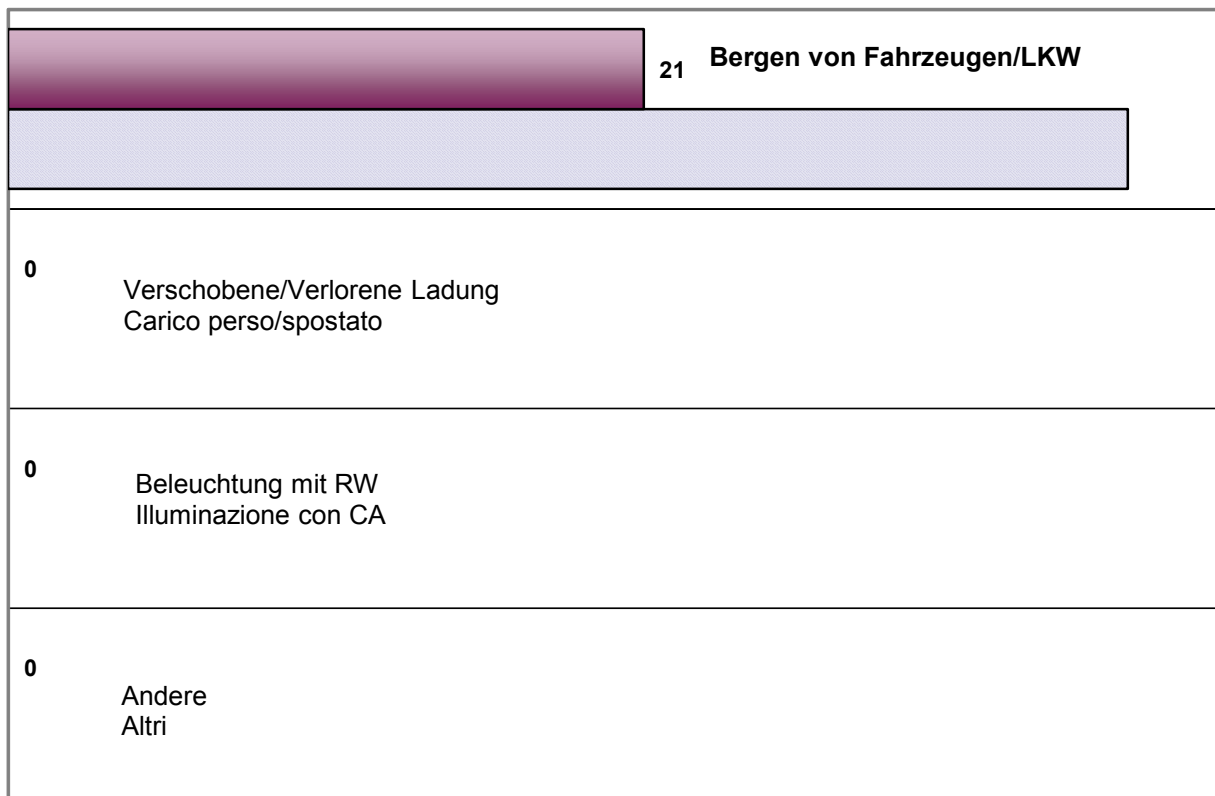 21 Bergen von Fahrzeugen/LKW
0
Verschobene/Verlorene Ladung
Carico perso/spostato
0
Beleuchtung mit RW
Illuminazione con CA
0
Andere
Altri